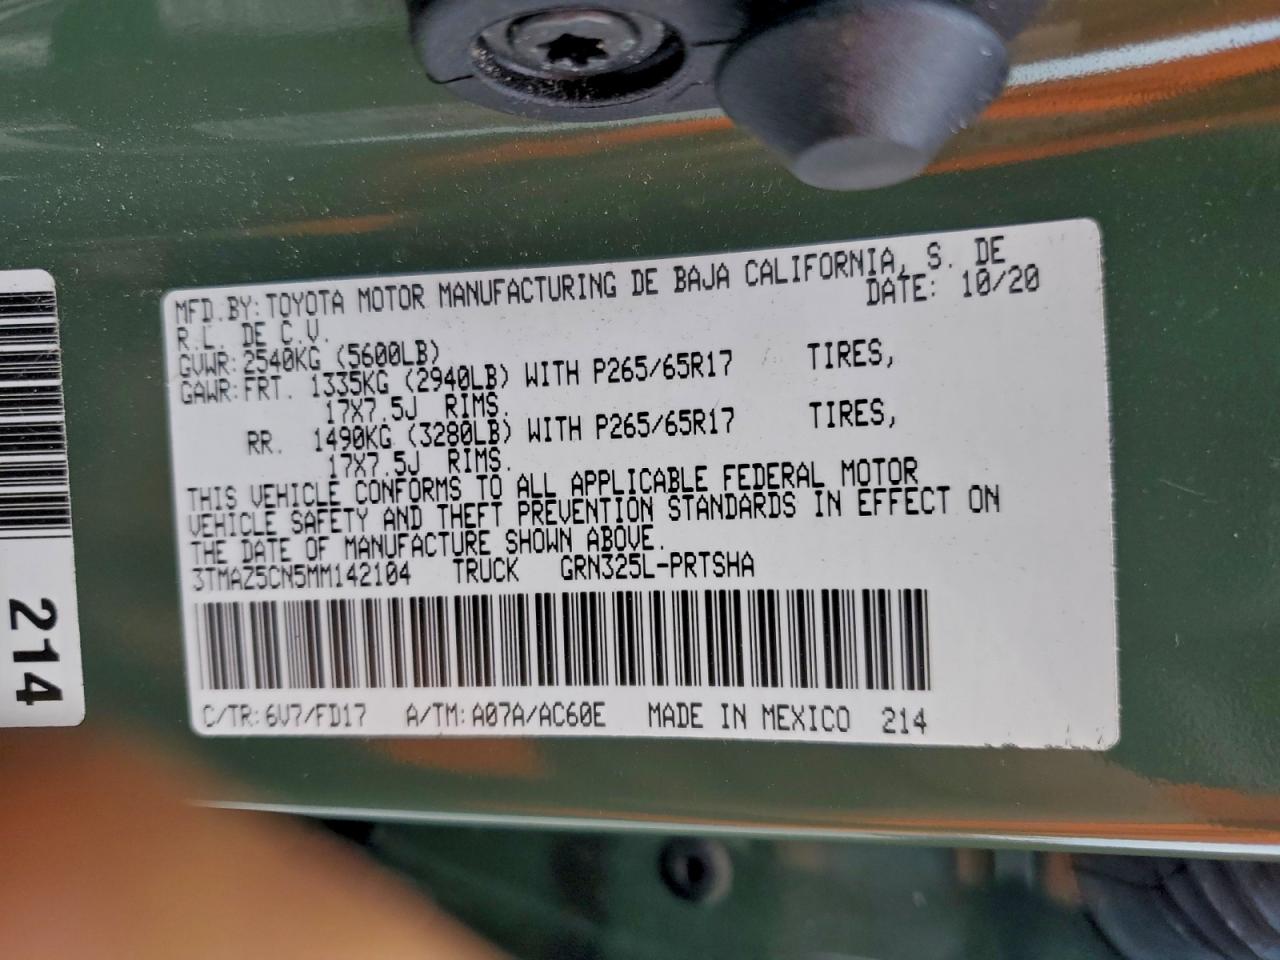 MFD.BY:TOYOTA MOTOR MANUFACTURING DE BAJA CALIFORNIA, S. DE
R.L. DE C.V. DATE: 10/20
GVWR:2540KG (5600LB)
GAWR:FRT. 1335KG (2940LB) WITH P265/65R17 TIRES,
17X7.5J RIMS.
RR. 1490KG (3280LB) WITH P265/65R17 TIRES,
17X7.5J RIMS.
THIS VEHICLE CONFORMS TO ALL APPLICABLE FEDERAL MOTOR
VEHICLE SAFETY AND THEFT PREVENTION STANDARDS IN EFFECT ON
THE DATE OF MANUFACTURE SHOWN ABOVE.
3TMAZ5CN5MM142104 TRUCK GRN325L-PRTSHA
C/TR:6V7/FD17 A/TM:A07A/AC60E MADE IN MEXICO 214
214